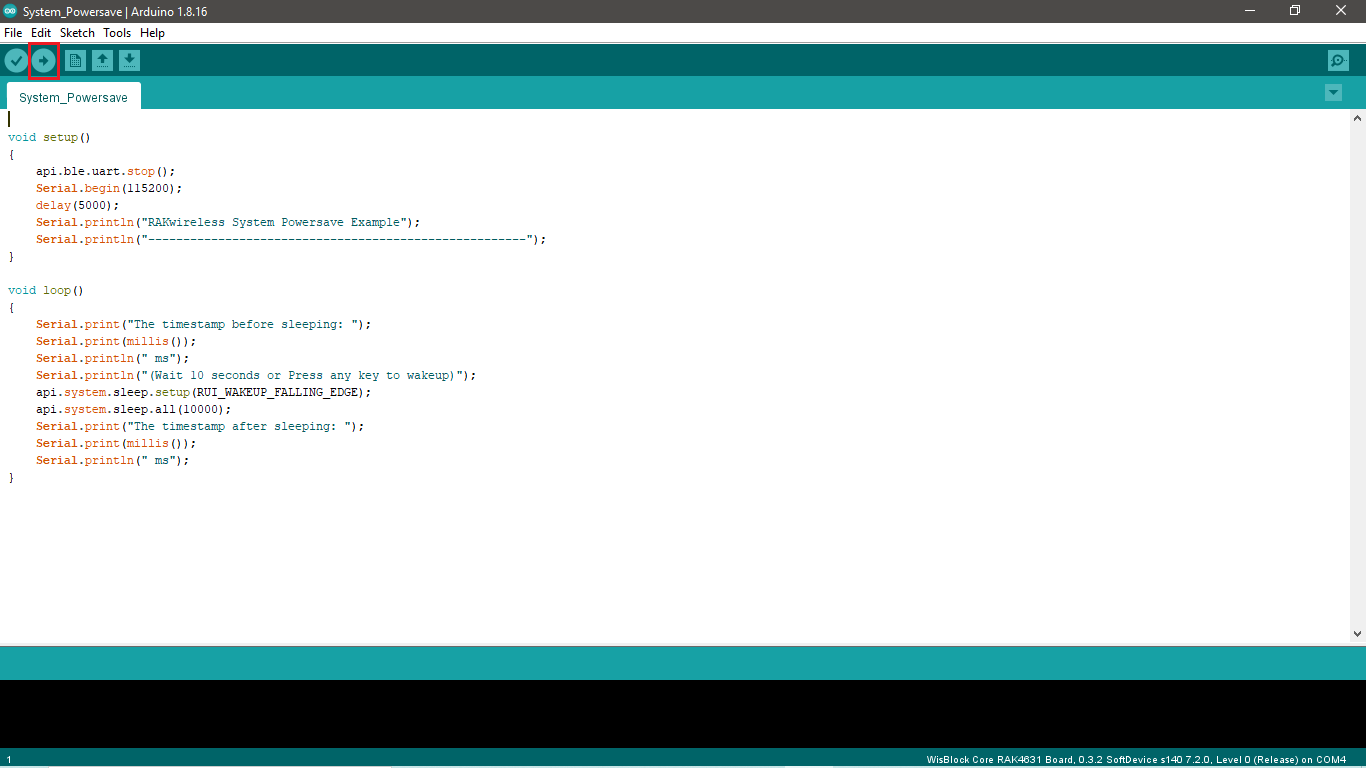 System_Powersave | Arduino 1.8.16
File Edit Sketch Tools Help
System_Powersave
void setup()
{
    api.ble.uart.stop();
    Serial.begin(115200);
    delay(5000);
    Serial.println("RAKwireless System Powersave Example");
    Serial.println("------------------------------------------------------");
}
void loop()
{
    Serial.print("The timestamp before sleeping: ");
    Serial.print(millis());
    Serial.println(" ms");
    Serial.println("(Wait 10 seconds or Press any key to wakeup)");
    api.system.sleep.setup(RUI_WAKEUP_FALLING_EDGE);
    api.system.sleep.all(10000);
    Serial.print("The timestamp after sleeping: ");
    Serial.print(millis());
    Serial.println(" ms");
}
1 WisBlock Core RAK4631 Board, 0.3.2 SoftDevice s140 7.2.0, Level 0 (Release) on COM4